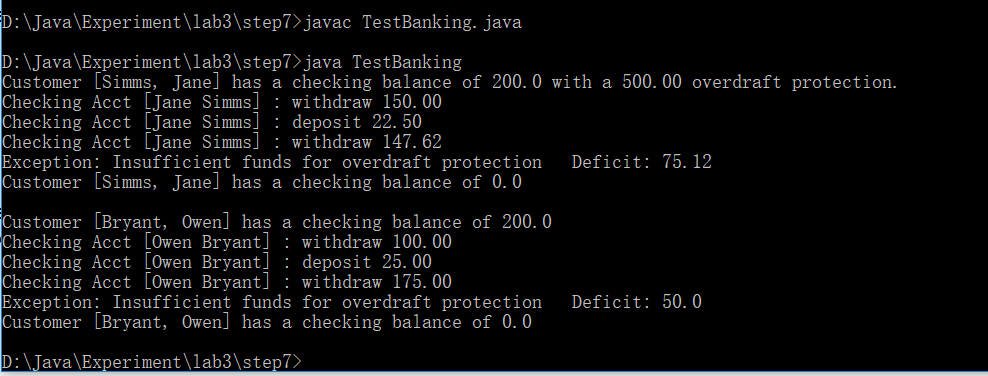 D:\Java\Experiment\lab3\step7>javac TestBanking.java
D:\Java\Experiment\lab3\step7>java TestBanking
Customer [Simms, Jane] has a checking balance of 200.0 with a 500.00 overdraft protection.
Checking Acct [Jane Simms] : withdraw 150.00
Checking Acct [Jane Simms] : deposit 22.50
Checking Acct [Jane Simms] : withdraw 147.62
Exception: Insufficient funds for overdraft protection   Deficit: 75.12
Customer [Simms, Jane] has a checking balance of 0.0
Customer [Bryant, Owen] has a checking balance of 200.0
Checking Acct [Owen Bryant] : withdraw 100.00
Checking Acct [Owen Bryant] : deposit 25.00
Checking Acct [Owen Bryant] : withdraw 175.00
Exception: Insufficient funds for overdraft protection   Deficit: 50.0
Customer [Bryant, Owen] has a checking balance of 0.0
D:\Java\Experiment\lab3\step7>